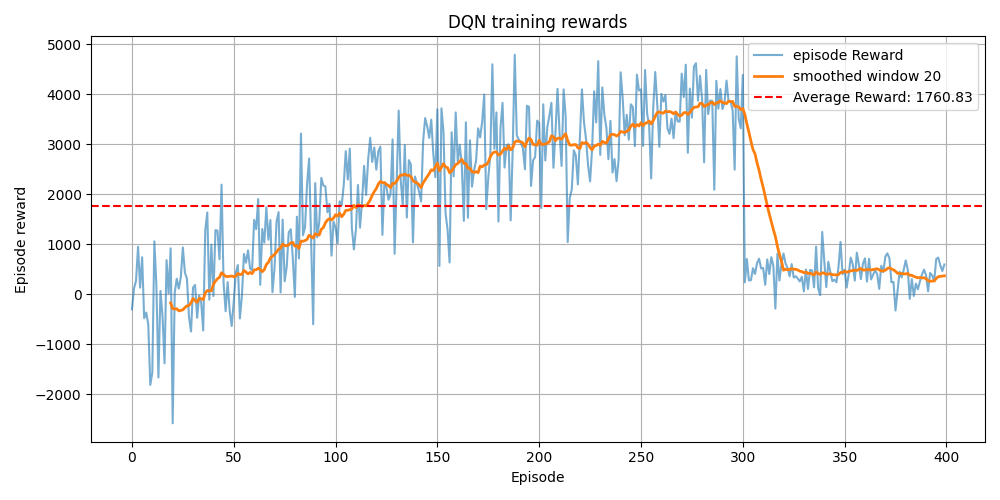 DQN training rewards
episode Reward
smoothed window 20
Average Reward: 1760.83
5000
4000
3000
2000
1000
0
−1000
−2000
Episode reward
0 50 100 150 200 250 300 350 400
Episode